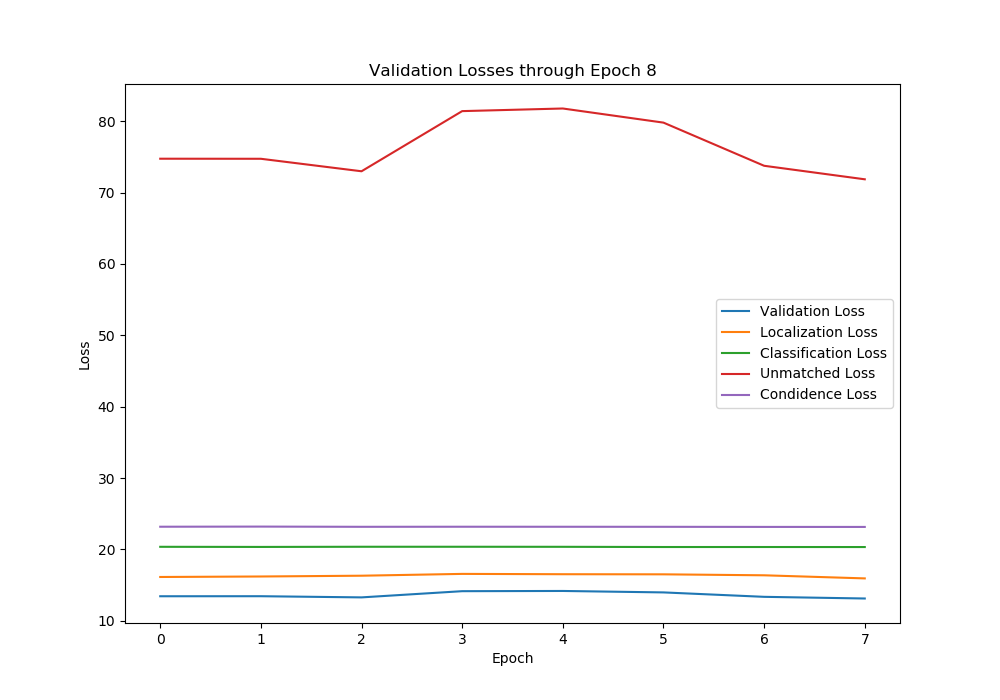 Validation Losses through Epoch 8
Loss
80
70
60
50
40
30
20
10
Validation Loss
Localization Loss
Classification Loss
Unmatched Loss
Condidence Loss
0 1 2 3 4 5 6 7
Epoch